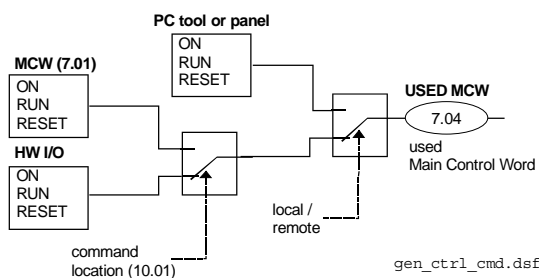 PC tool or panel
ON
RUN
RESET
MCW (7.01)
ON
RUN
RESET
HW I/O
ON
RUN
RESET
USED MCW
7.04
used
Main Control Word
local /
remote
command
location (10.01)
gen_ctrl_cmd.dsf